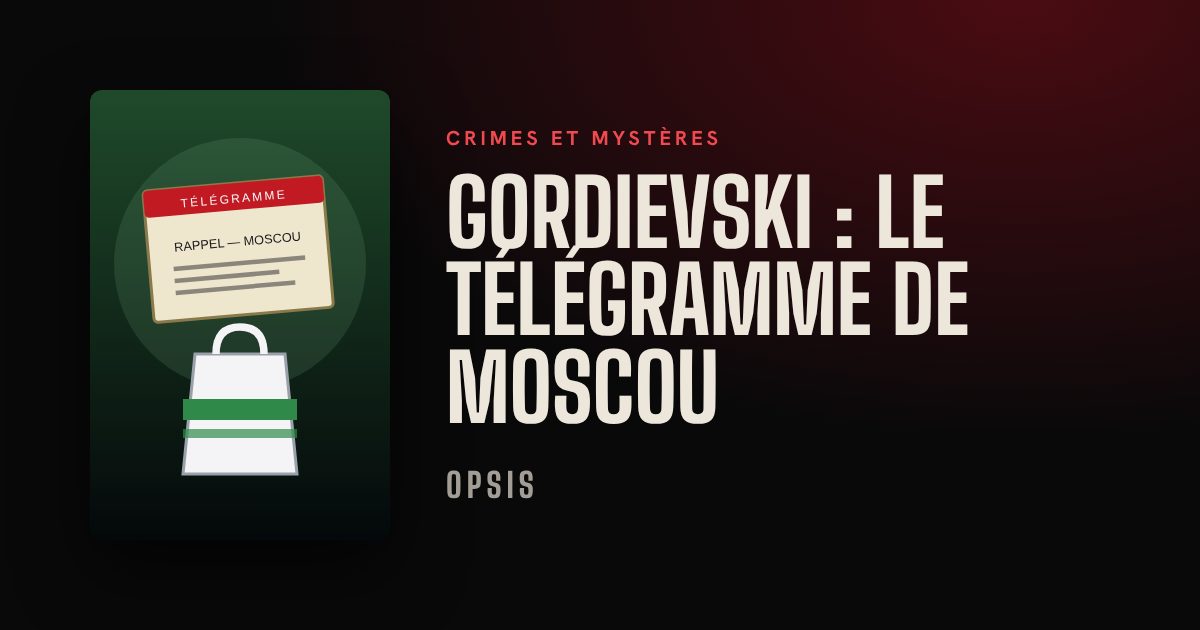 TÉLÉGRAMME
RAPPEL — MOSCOU
CRIMES ET MYSTÈRES
GORDIEVSKI : LE
TÉLÉGRAMME DE
MOSCOU
OPSIS